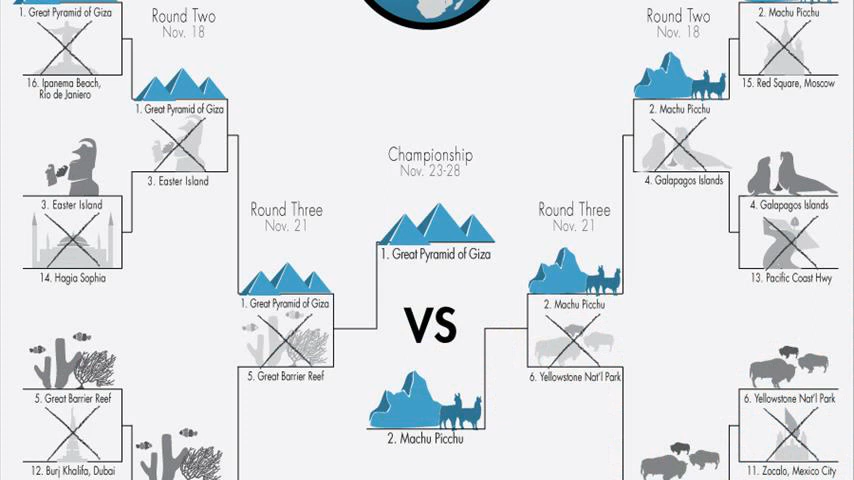 1. Great Pyramid of Giza
16. Ipanema Beach,
Rio de Janiero
Round Two
Nov. 18
1. Great Pyramid of Giza
3. Easter Island
3. Easter Island
14. Hagia Sophia
Round Three
Nov. 21
1. Great Pyramid of Giza
5. Great Barrier Reef
5. Great Barrier Reef
12. Burj Khalifa, Dubai
Championship
Nov. 23-28
1. Great Pyramid of Giza
VS
2. Machu Picchu
Round Three
Nov. 21
2. Machu Picchu
6. Yellowstone Nat'l Park
Round Two
Nov. 18
2. Machu Picchu
4. Galapagos Islands
2. Machu Picchu
15. Red Square, Moscow
4. Galapagos Islands
13. Pacific Coast Hwy
6. Yellowstone Nat'l Park
11. Zocalo, Mexico City